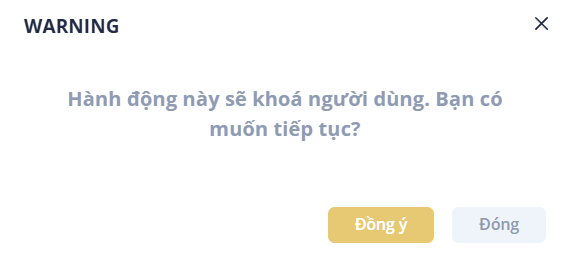 WARNING
Hành động này sẽ khoá người dùng. Bạn có
muốn tiếp tục?
Đồng ý
Đóng